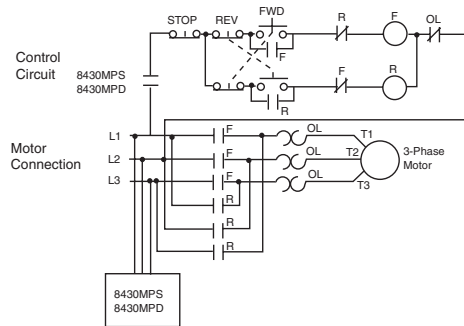 FWD
STOP REV R F OL
F
Control
Circuit
8430MPS
8430MPD
F R
R
L1 F OL T1
Motor
Connection
L2 F OL T2 3-Phase
Motor
L3 F OL T3
R
R
R
8430MPS
8430MPD